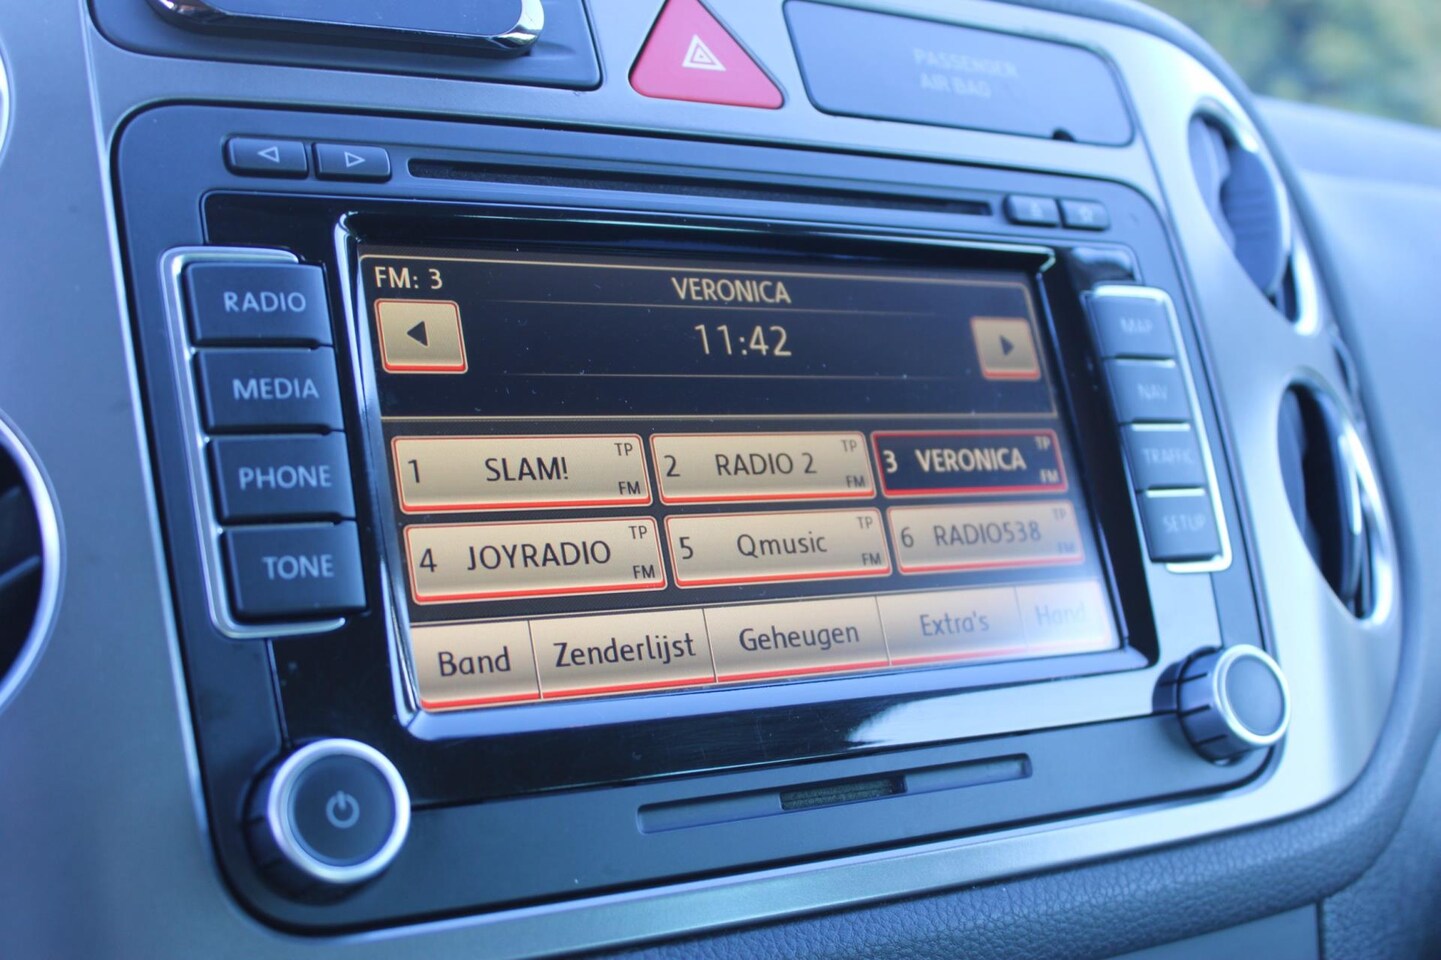 PASSENGER
AIR BAG
RADIO
MEDIA
PHONE
TONE
FM: 3
VERONICA
11:42
1 SLAM! TP FM
2 RADIO 2 TP FM
3 VERONICA TP FM
4 JOYRADIO TP FM
5 Qmusic TP FM
6 RADIO538 TP FM
Band Zenderlijst Geheugen Extra's Hand
MAP
NAV
TRAFFIC
SETUP